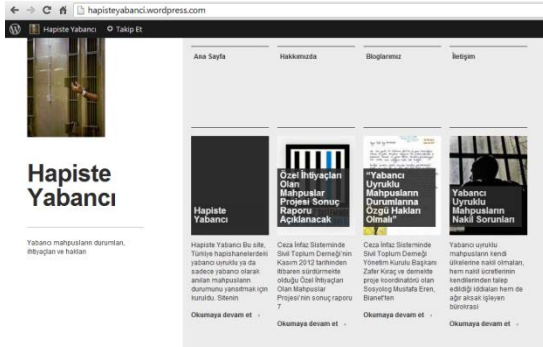 hapisteyabanci.wordpress.com
Hapiste Yabancı
Takip Et
Ana Sayfa
Hakkımızda
Bloglarımız
İletişim
Hapiste
Yabancı
Yabancı mahpusların durumları,
ihtiyaçları ve hakları
Hapiste
Yabancı
Hapiste Yabancı Bu site,
Türkiye hapishanelerdeki
yabancı uyruklu ya da
sadece yabancı olarak
anılan mahpusların
durumunu yansıtmak için
kuruldu. Sitenin
Okumaya devam et
Özel İhtiyaçları
Olan
Mahpuslar
Projesi Sonuç
Raporu
Açıklanacak
Ceza İnfaz Sisteminde
Sivil Toplum Derneği'nin
Kasım 2012 tarihinden
itibaren sürdürmekte
olduğu Özel İhtiyaçları
Olan Mahpuslar
Projesi'nin sonuç raporu
7
Okumaya devam et
"Yabancı
Uyruklu
Mahpusların
Durumlarına
Özgü Hakları
Olmalı"
Ceza İnfaz Sisteminde
Sivil Toplum Derneği
Yönetim Kurulu Başkanı
Zafer Kıraç ve dernekte
proje koordinatörü olan
Sosyolog Mustafa Eren,
Bianet'ten
Okumaya devam et
Yabancı
Uyruklu
Mahpusların
Nakil Sorunları
Yabancı uyruklu
mahpusların kendi
ülkelerine nakil olmaları,
hem nakil ücretlerinin
kendilerinden talep
edildiği iddiaları hem de
ağır aksak işleyen
bürokrasi
Okumaya devam et